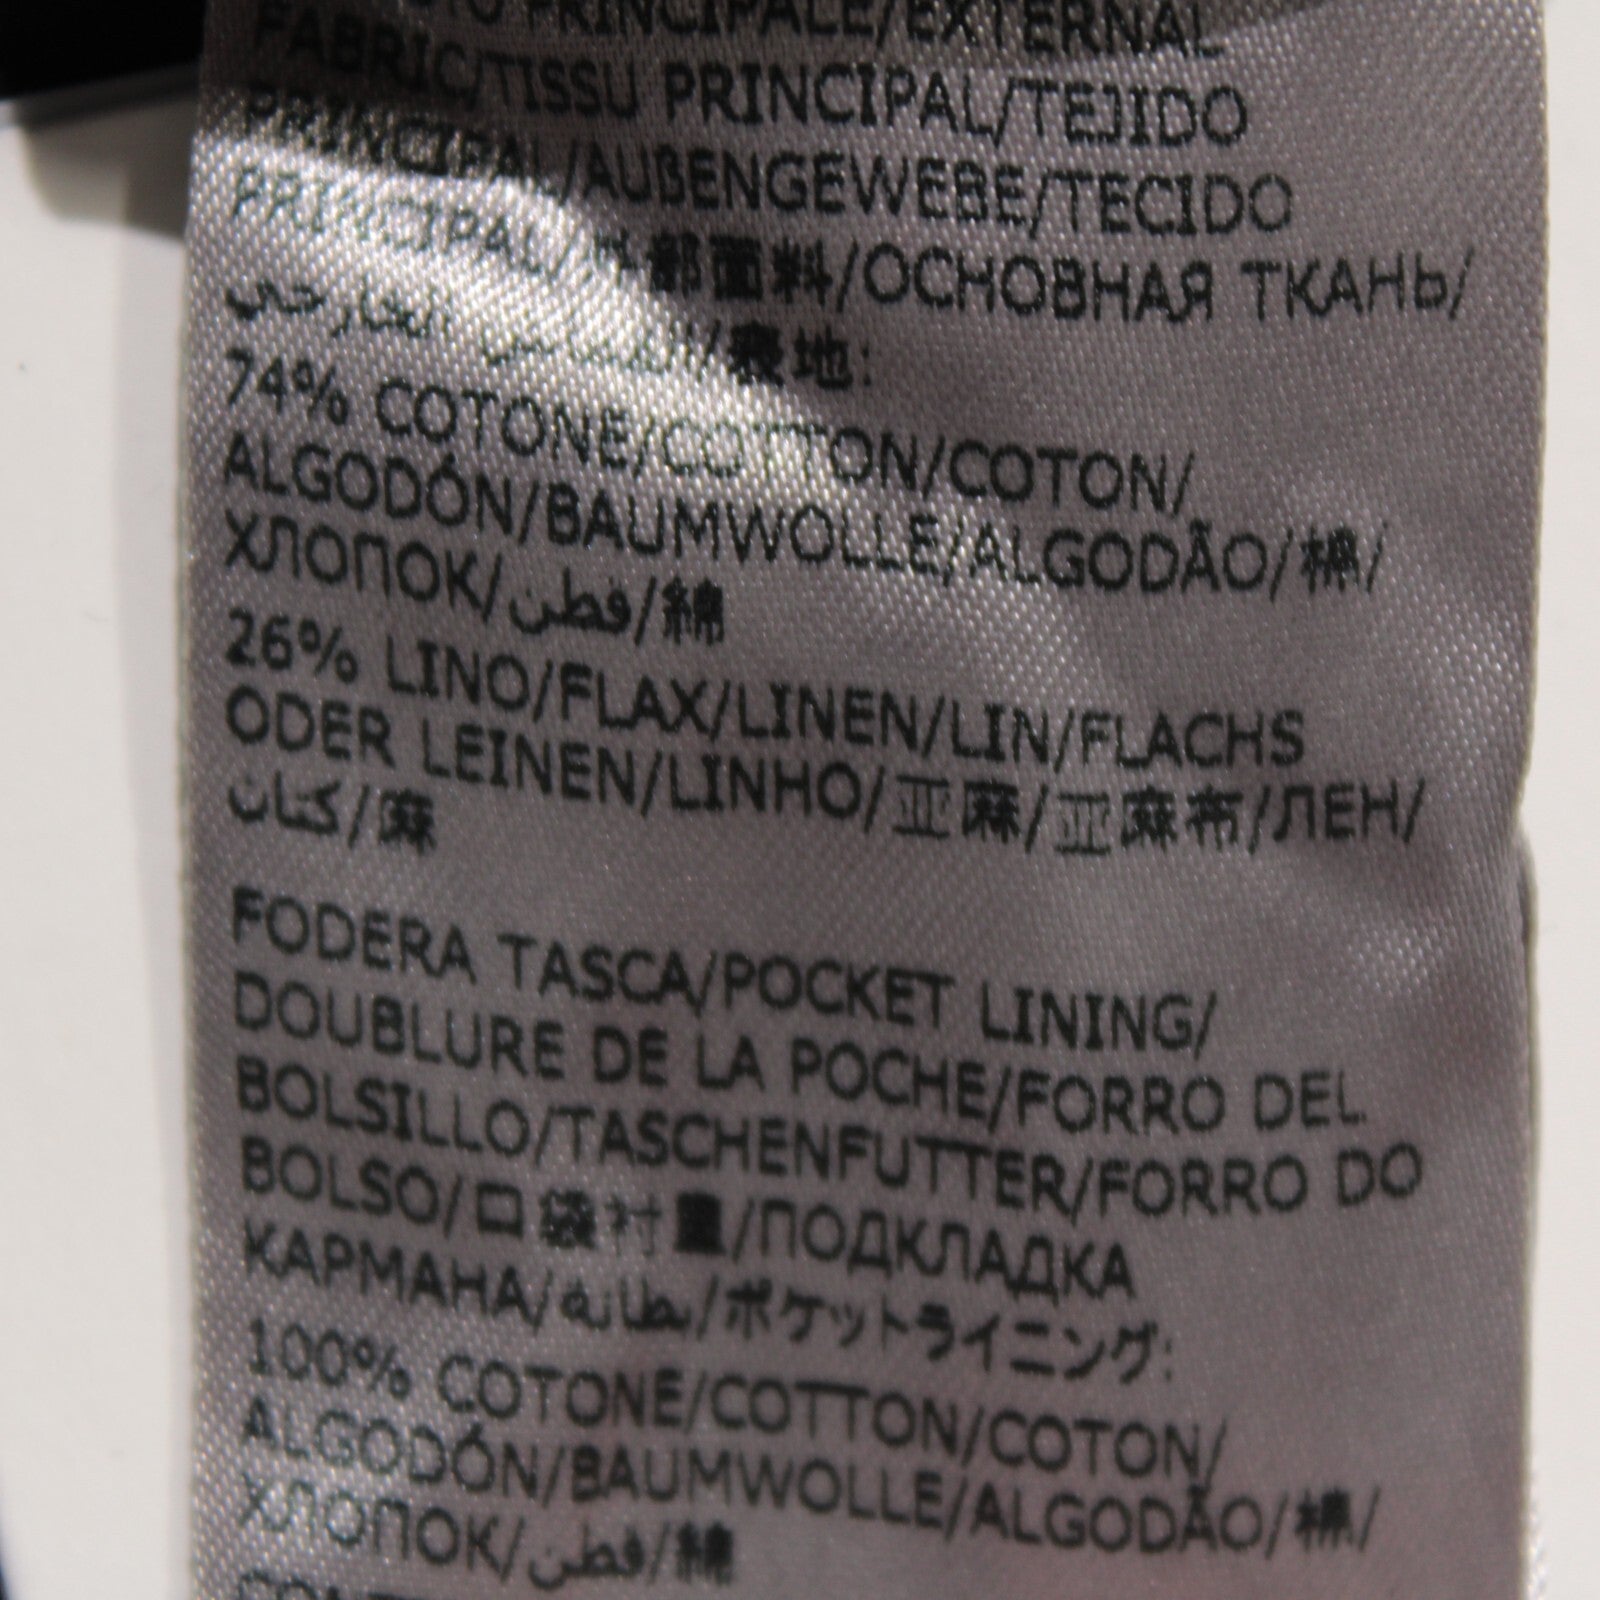 PRINCIPALE/EXTERNAL
FABRIC/TISSU PRINCIPAL/TEJIDO
PRINCIPAL/AUßENGEWEBE/TECIDO
PRINCIPAL/外部面料/ОСНОВНАЯ ТКАНЬ/
القماش الخارجي/表地:
74% COTONE/COTTON/COTON/
ALGODÓN/BAUMWOLLE/ALGODÃO/棉/
ХЛОПОК/قطن/綿
26% LINO/FLAX/LINEN/LIN/FLACHS
ODER LEINEN/LINHO/亚麻/亚麻布/ЛЕН/
كتان/麻
FODERA TASCA/POCKET LINING/
DOUBLURE DE LA POCHE/FORRO DEL
BOLSILLO/TASCHENFUTTER/FORRO DO
BOLSO/口袋衬里/ПОДКЛАДКА
КАРМАНА/بطانة/ポケットライニング:
100% COTONE/COTTON/COTON/
ALGODÓN/BAUMWOLLE/ALGODÃO/棉/
ХЛОПОК/قطن/綿